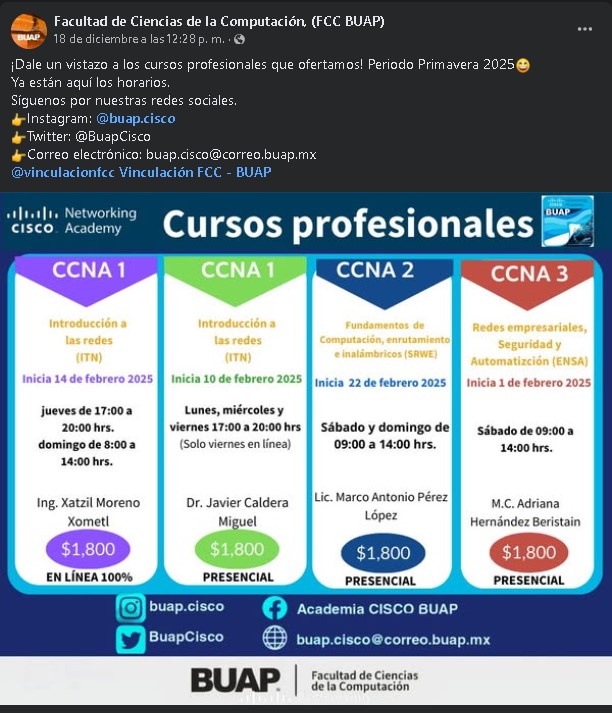 Facultad de Ciencias de la Computación, (FCC BUAP)
18 de diciembre a las 12:28 p. m. ·
¡Dale un vistazo a los cursos profesionales que ofertamos! Periodo Primavera 2025😄
Ya están aquí los horarios.
Síguenos por nuestras redes sociales.
👉Instagram: @buap.cisco
👉Twitter: @BuapCisco
👉Correo electrónico: buap.cisco@correo.buap.mx
@vinculacionfcc Vinculación FCC - BUAP
CISCO Networking
Academy
Cursos profesionales
BUAP
CCNA 1
Introducción a
las redes
(ITN)
Inicia 14 de febrero 2025
jueves de 17:00 a
20:00 hrs.
domingo de 8:00 a
14:00 hrs.
Ing. Xatzil Moreno
Xometl
$1,800
EN LÍNEA 100%
CCNA 1
Introducción a
las redes
(ITN)
Inicia 10 de febrero 2025
Lunes, miércoles y
viernes 17:00 a 20:00 hrs
(Solo viernes en línea)
Dr. Javier Caldera
Miguel
$1,800
PRESENCIAL
CCNA 2
Fundamentos de
Computación, enrutamiento
e inalámbricos (SRWE)
Inicia 22 de febrero 2025
Sábado y domingo de
09:00 a 14:00 hrs.
Lic. Marco Antonio Pérez
López
$1,800
PRESENCIAL
CCNA 3
Redes empresariales,
Seguridad y
Automatizción (ENSA)
Inicia 1 de febrero 2025
Sábado de 09:00 a
14:00 hrs.
M.C. Adriana
Hernández Beristain
$1,800
PRESENCIAL
buap.cisco
Academia CISCO BUAP
BuapCisco
buap.cisco@correo.buap.mx
BUAP
Facultad de Ciencias
de la Computación